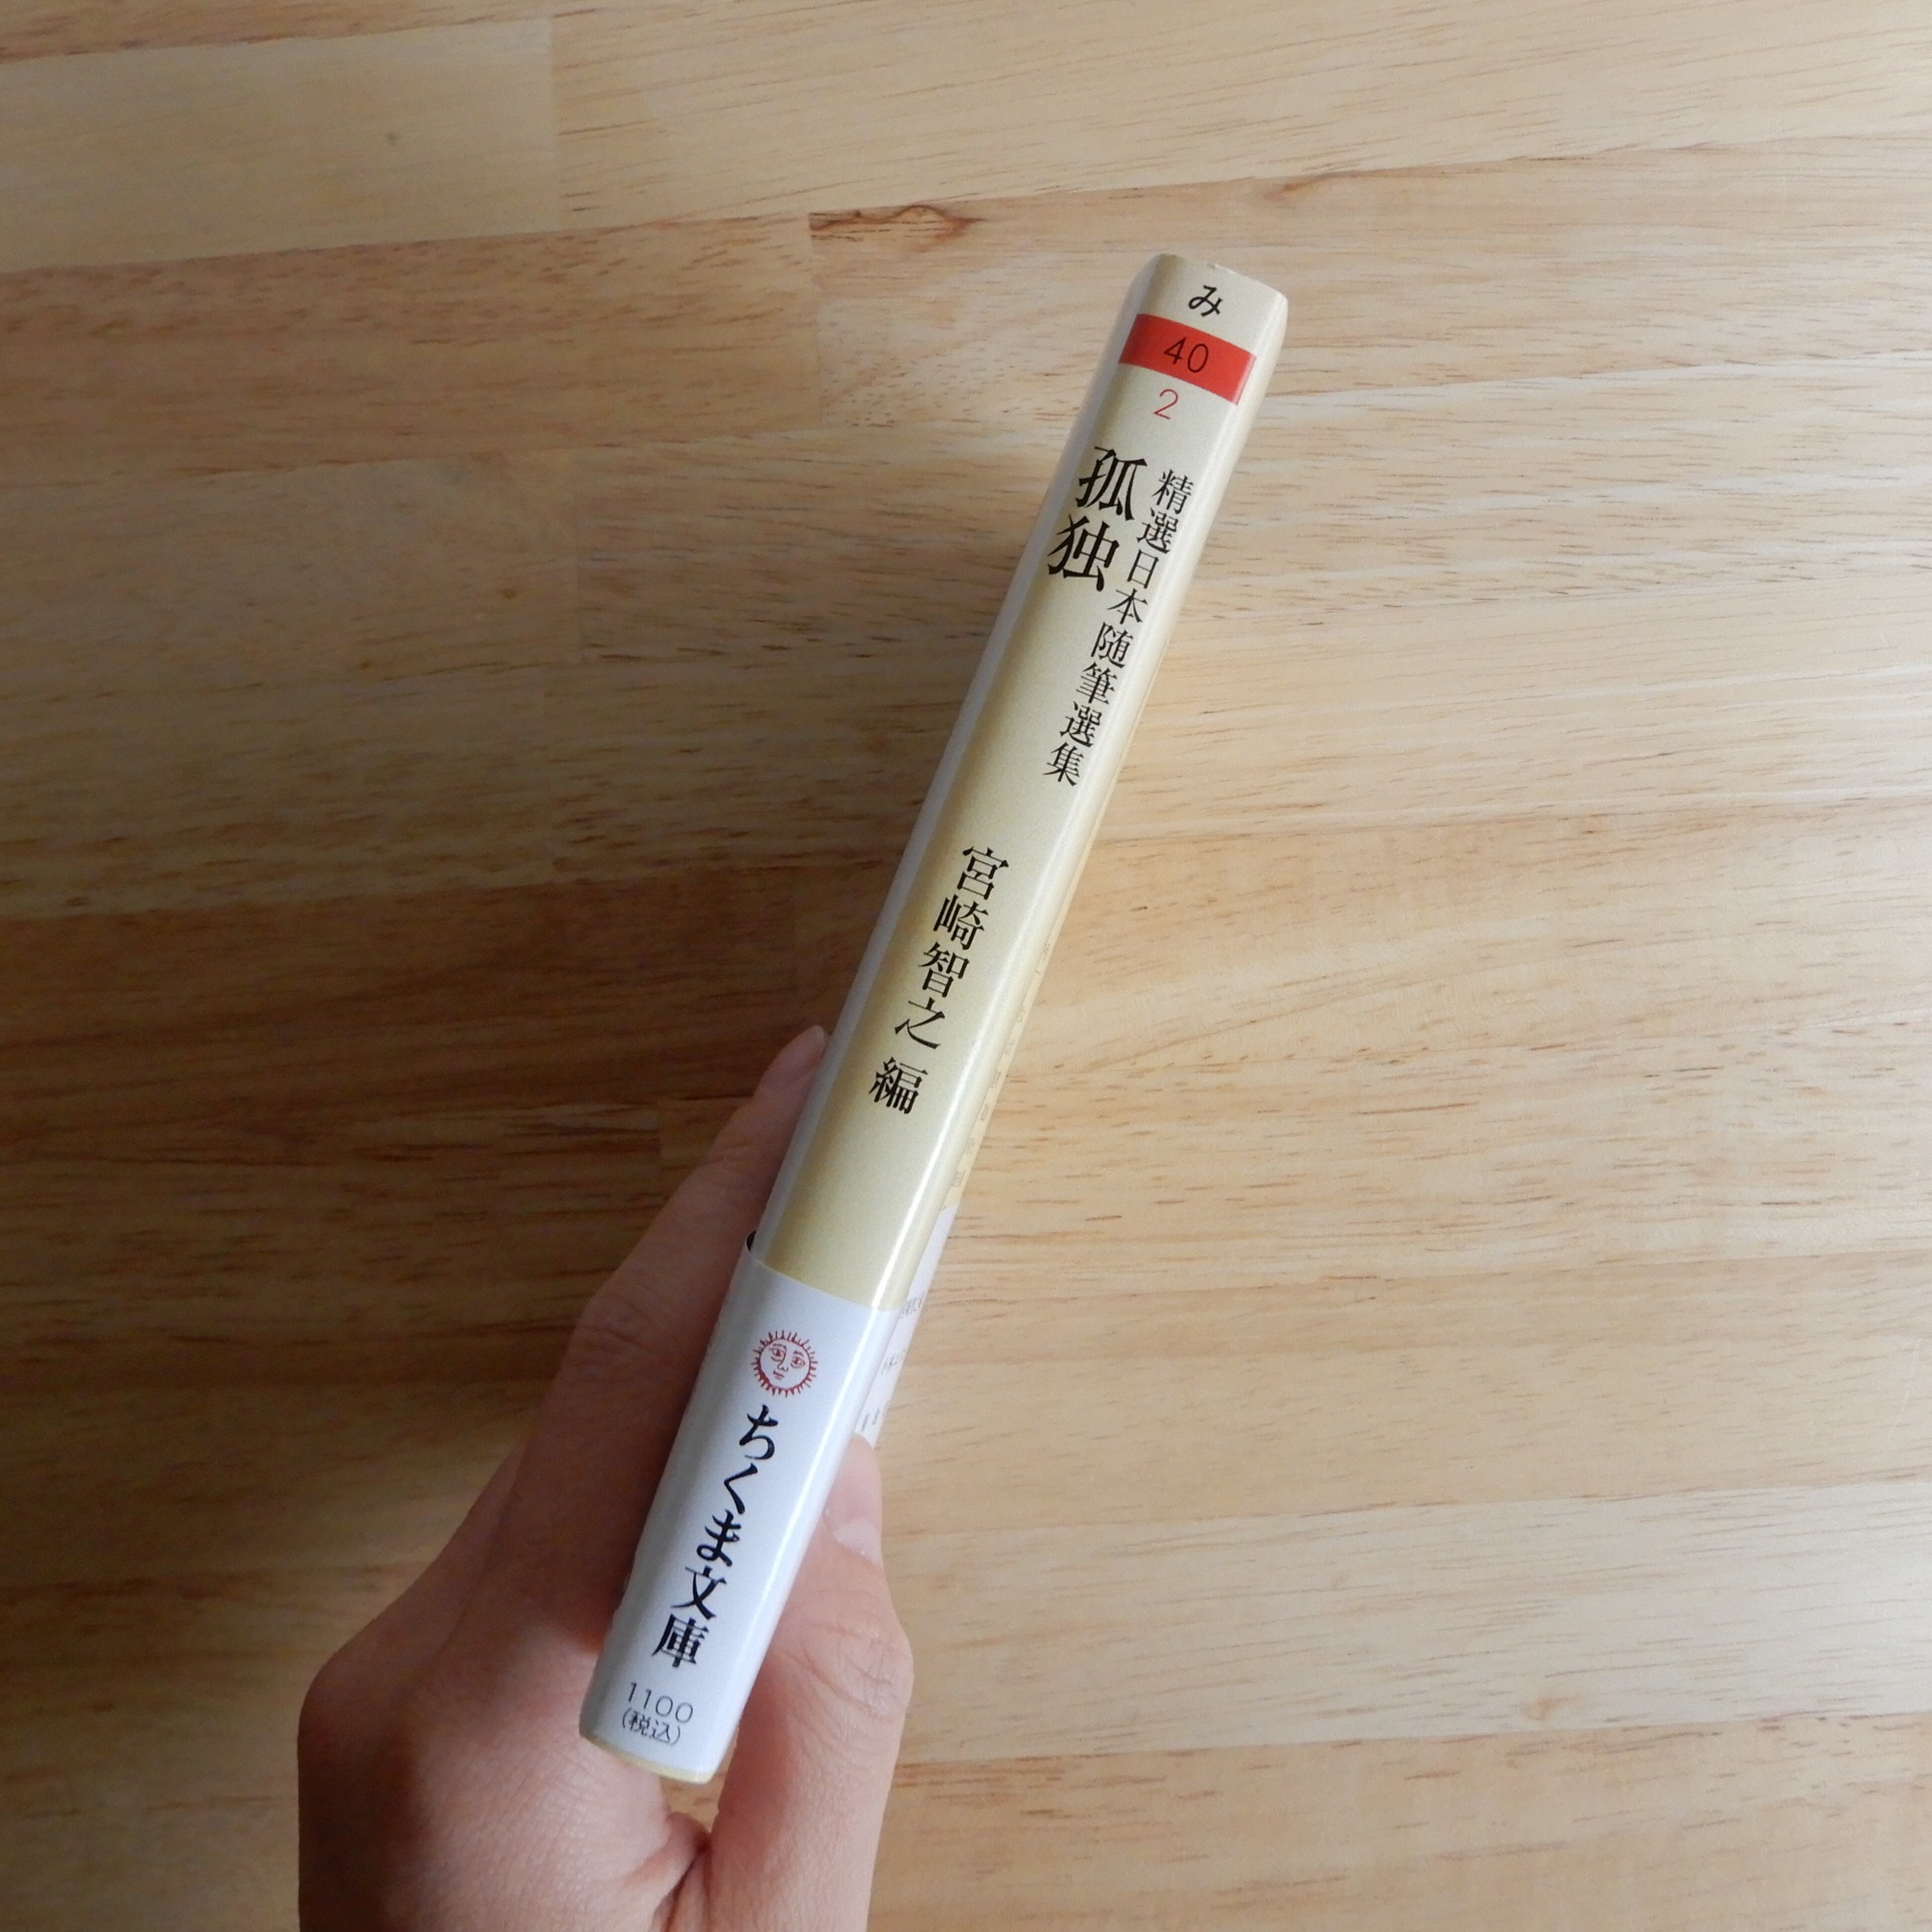 み
40
2
精選日本随筆選集
孤独
宮崎智之 編
ちくま文庫
1100
(税込)